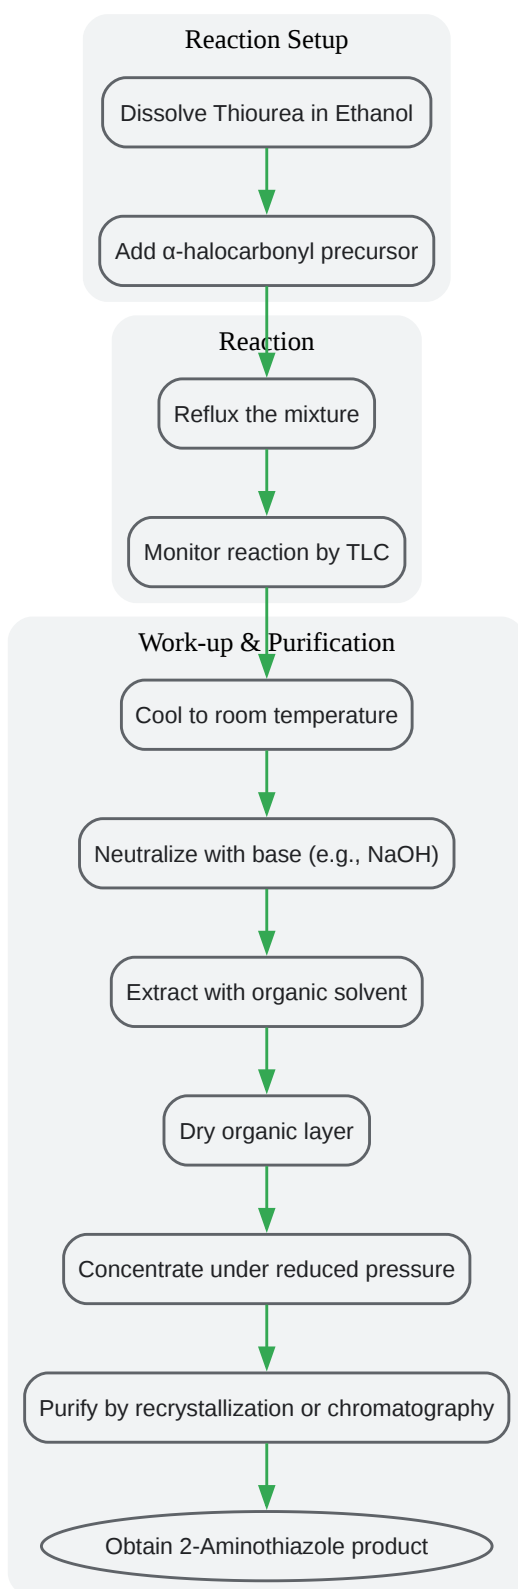 Reaction Setup
Dissolve Thiourea in Ethanol
Add α-halocarbonyl precursor
Reaction
Reflux the mixture
Monitor reaction by TLC
Work-up & Purification
Cool to room temperature
Neutralize with base (e.g., NaOH)
Extract with organic solvent
Dry organic layer
Concentrate under reduced pressure
Purify by recrystallization or chromatography
Obtain 2-Aminothiazole product